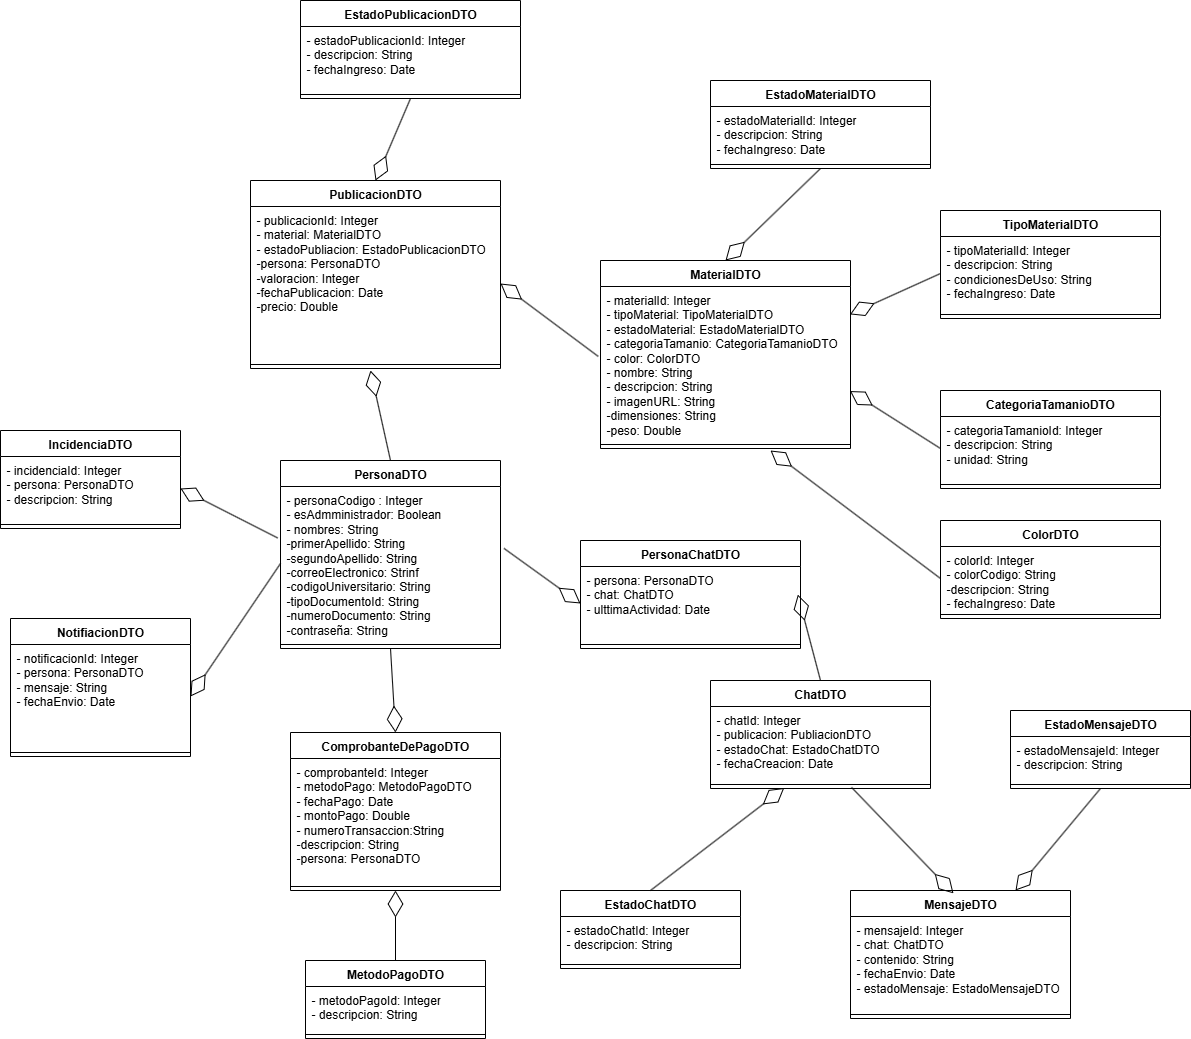 EstadoPublicacionDTO
- estadoPublicacionId: Integer
- descripcion: String
- fechaIngreso: Date
EstadoMaterialDTO
- estadoMaterialId: Integer
- descripcion: String
- fechaIngreso: Date
PublicacionDTO
- publicacionId: Integer
- material: MaterialDTO
- estadoPubliacion: EstadoPublicacionDTO
-persona: PersonaDTO
-valoracion: Integer
-fechaPublicacion: Date
-precio: Double
TipoMaterialDTO
- tipoMaterialId: Integer
- descripcion: String
- condicionesDeUso: String
- fechaIngreso: Date
MaterialDTO
- materialId: Integer
- tipoMaterial: TipoMaterialDTO
- estadoMaterial: EstadoMaterialDTO
- categoriaTamanio: CategoriaTamanioDTO
- color: ColorDTO
- nombre: String
- descripcion: String
- imagenURL: String
-dimensiones: String
-peso: Double
CategoriaTamanioDTO
- categoriaTamanioId: Integer
- descripcion: String
- unidad: String
IncidenciaDTO
- incidenciaId: Integer
- persona: PersonaDTO
- descripcion: String
PersonaDTO
- personaCodigo : Integer
- esAdmministrador: Boolean
- nombres: String
-primerApellido: String
-segundoApellido: String
-correoElectronico: Strinf
-codigoUniversitario: String
-tipoDocumentoId: String
-numeroDocumento: String
-contraseña: String
ColorDTO
- colorId: Integer
- colorCodigo: String
-descripcion: String
- fechaIngreso: Date
PersonaChatDTO
- persona: PersonaDTO
- chat: ChatDTO
- ulttimaActividad: Date
NotifiacionDTO
- notificacionId: Integer
- persona: PersonaDTO
- mensaje: String
- fechaEnvio: Date
ChatDTO
- chatId: Integer
- publicacion: PubliacionDTO
- estadoChat: EstadoChatDTO
- fechaCreacion: Date
EstadoMensajeDTO
- estadoMensajeId: Integer
- descripcion: String
ComprobanteDePagoDTO
- comprobanteId: Integer
- metodoPago: MetodoPagoDTO
- fechaPago: Date
- montoPago: Double
- numeroTransaccion:String
-descripcion: String
-persona: PersonaDTO
EstadoChatDTO
- estadoChatId: Integer
- descripcion: String
MensajeDTO
- mensajeId: Integer
- chat: ChatDTO
- contenido: String
- fechaEnvio: Date
- estadoMensaje: EstadoMensajeDTO
MetodoPagoDTO
- metodoPagoId: Integer
- descripcion: String